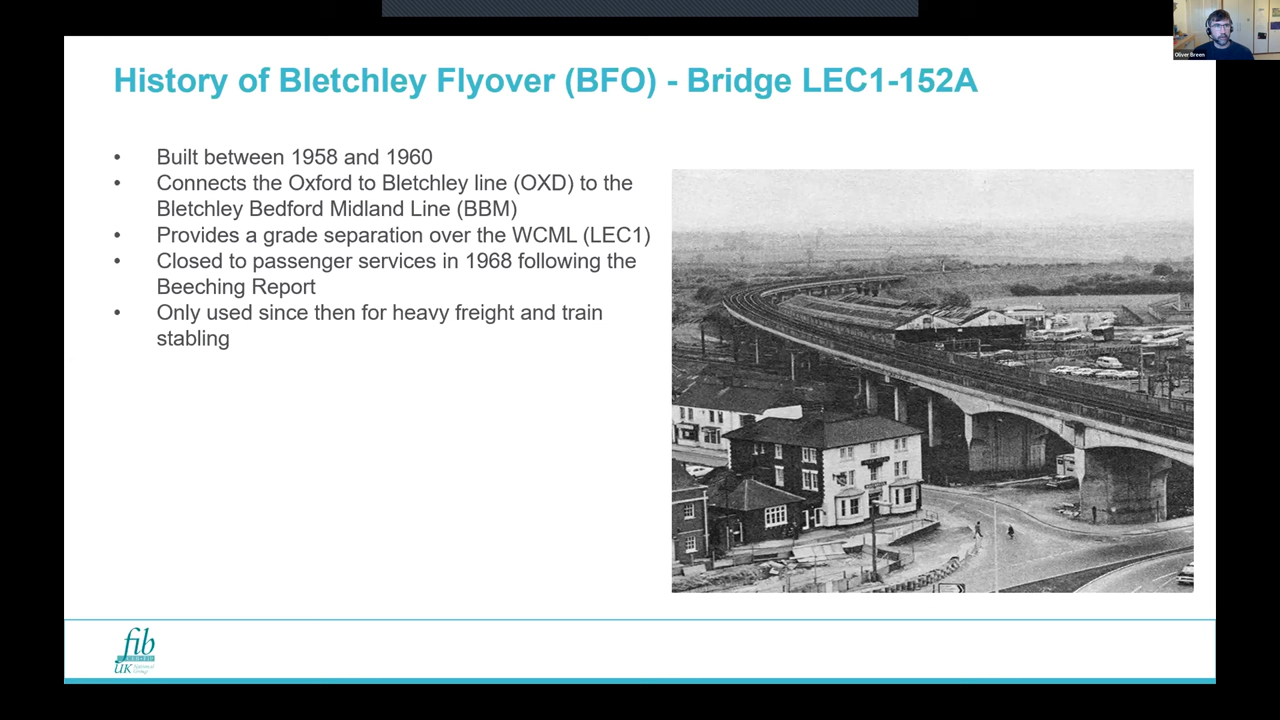 Oliver Breen
History of Bletchley Flyover (BFO) - Bridge LEC1-152A
• Built between 1958 and 1960
• Connects the Oxford to Bletchley line (OXD) to the
Bletchley Bedford Midland Line (BBM)
• Provides a grade separation over the WCML (LEC1)
• Closed to passenger services in 1968 following the
Beeching Report
• Only used since then for heavy freight and train
stabling
fib
UK National
Group